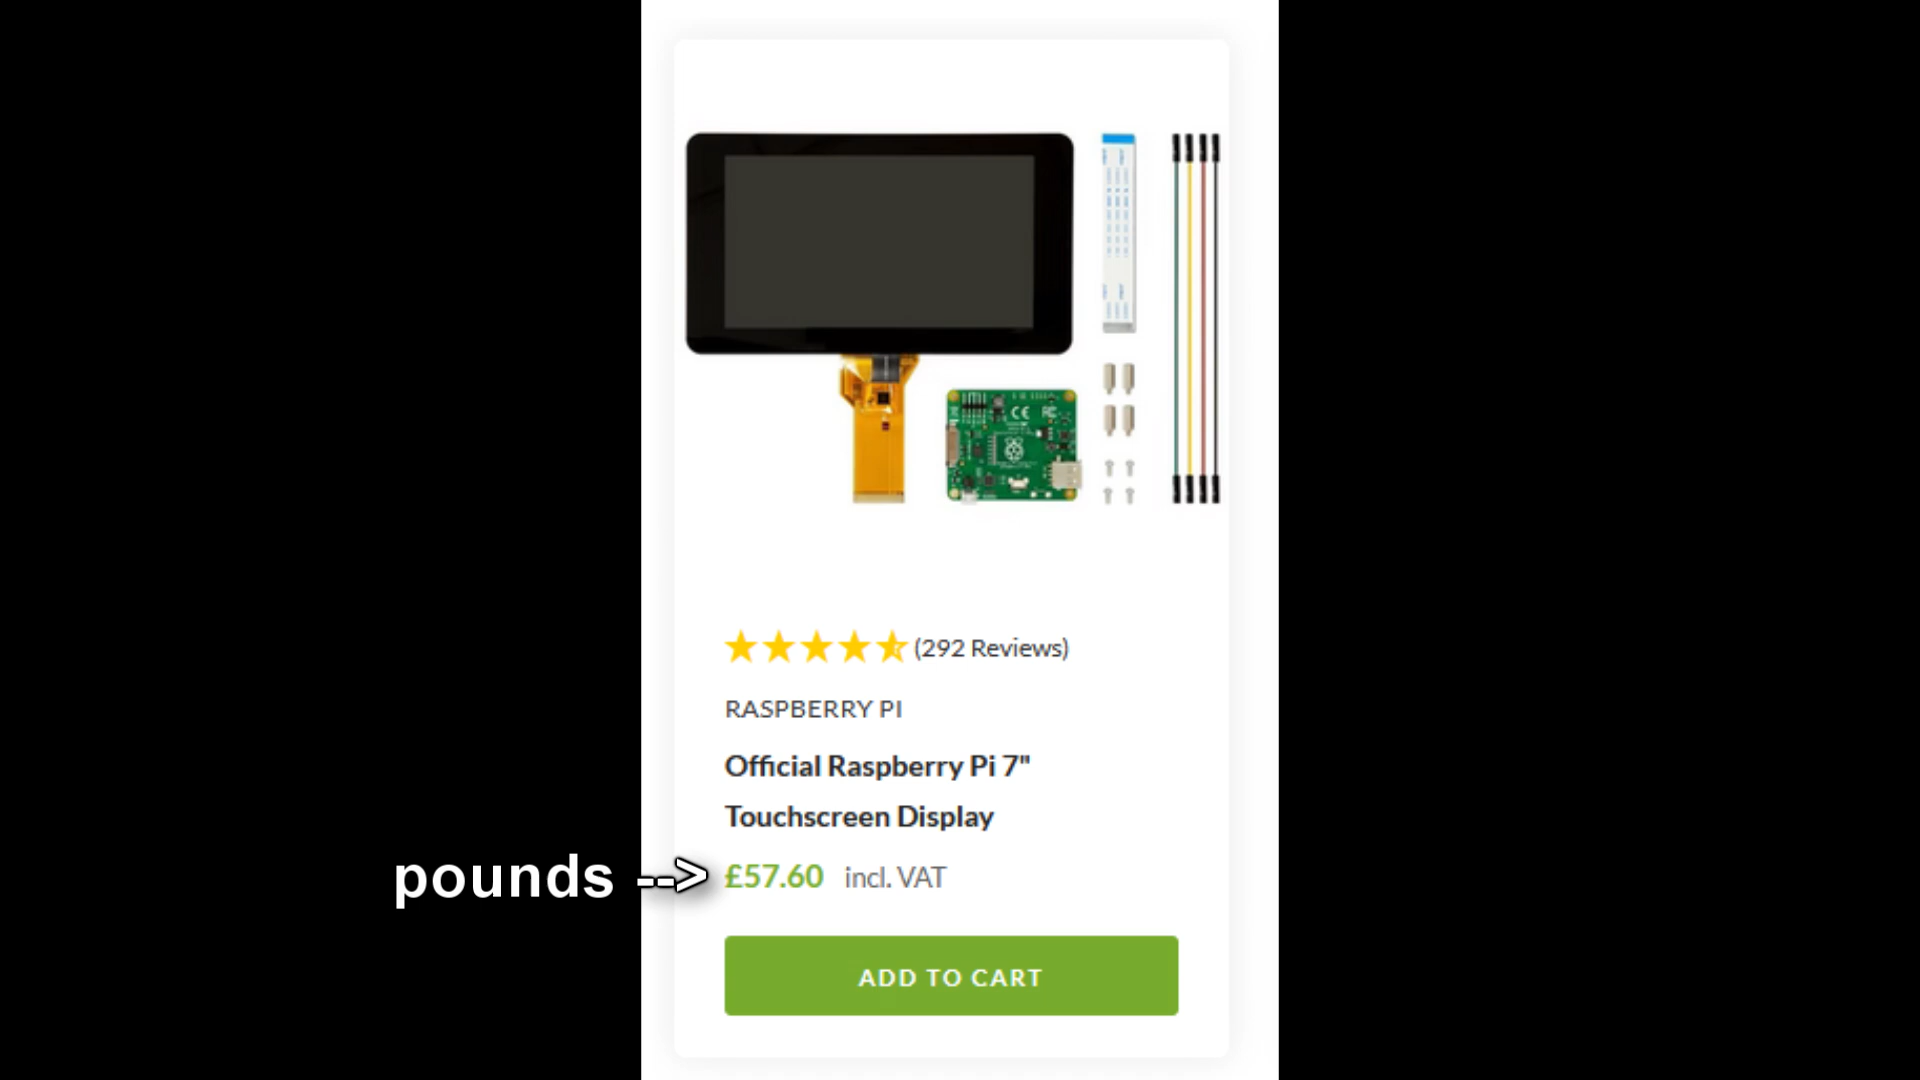 (292 Reviews)
RASPBERRY PI
Official Raspberry Pi 7"
Touchscreen Display
pounds --> £57.60 incl. VAT
ADD TO CART